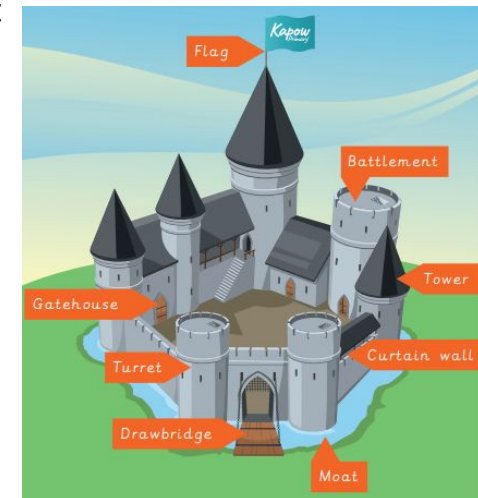 Kapow
Primary
Flag
Battlement
Tower
Gatehouse
Curtain wall
Turret
Drawbridge
Moat